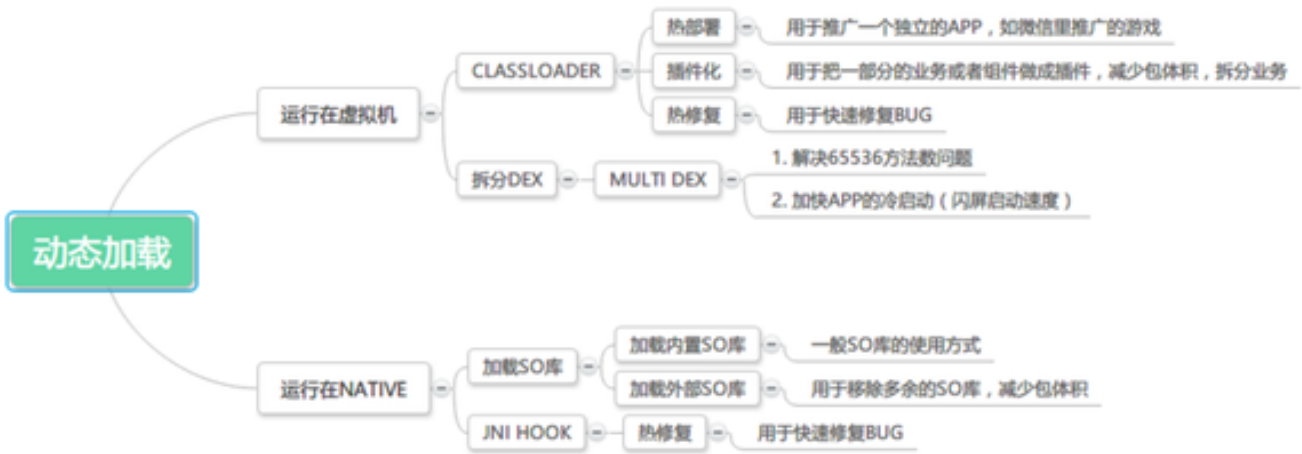 动态加载
运行在虚拟机
CLASSLOADER
热部署
用于推广一个独立的APP，如微信里推广的游戏
插件化
用于把一部分的业务或者组件做成插件，减少包体积，拆分业务
热修复
用于快速修复BUG
拆分DEX
MULTI DEX
1. 解决65536方法数问题
2. 加快APP的冷启动（闪屏启动速度）
运行在NATIVE
加载SO库
加载内置SO库
一般SO库的使用方式
加载外部SO库
用于移除多余的SO库，减少包体积
JNI HOOK
热修复
用于快速修复BUG